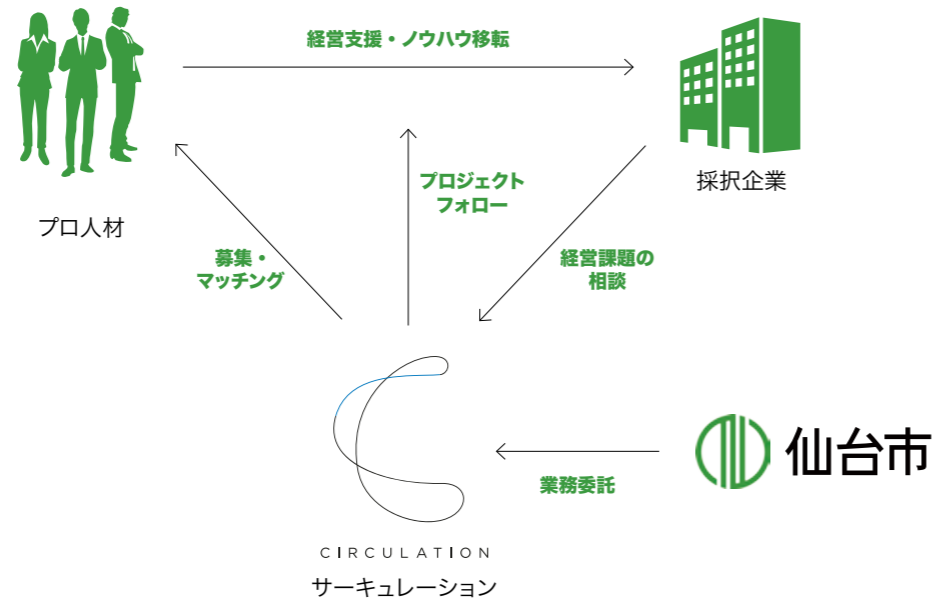 経営支援・ノウハウ移転
プロジェクト
フォロー
採択企業
プロ人材
募集・
マッチング
経営課題の
相談
仙台市
業務委託
CIRCULATION
サーキュレーション